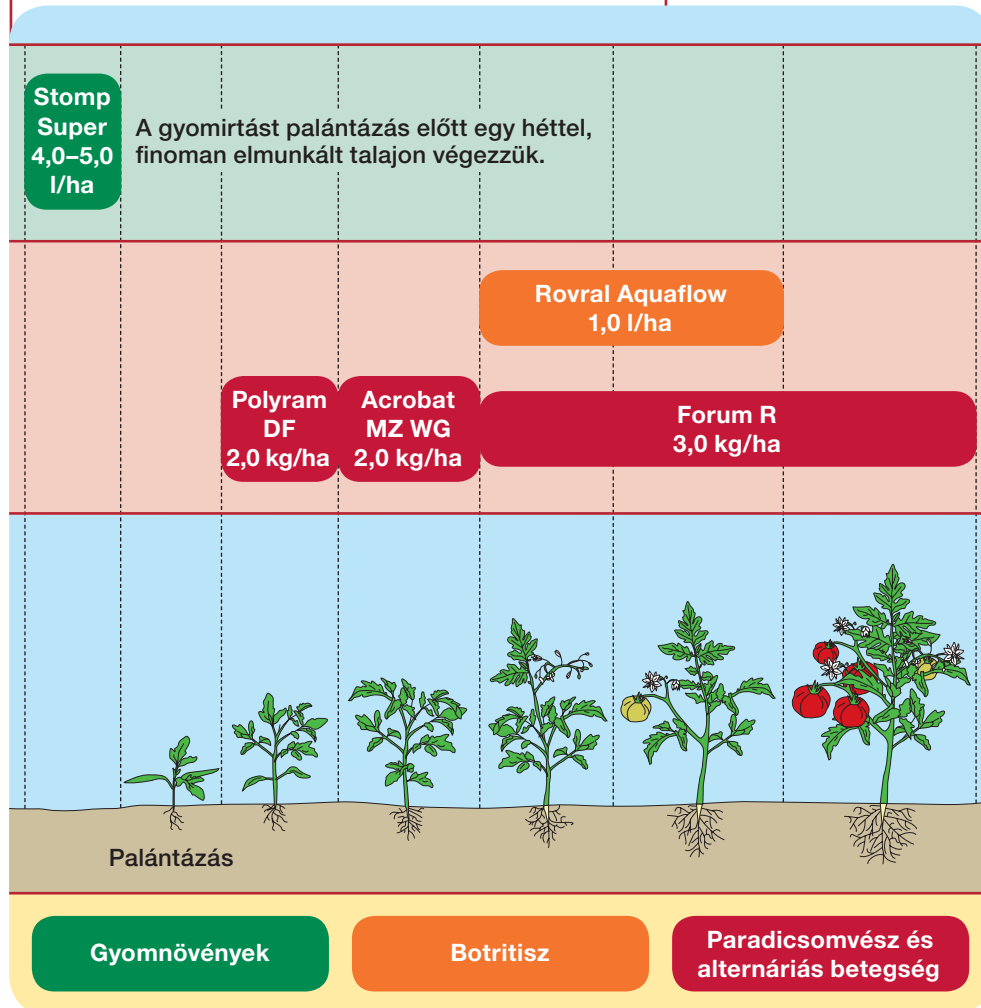 Stomp
Super
4,0–5,0
l/ha
A gyomirtást palántázás előtt egy héttel,
finoman elmunkált talajon végezzük.
Rovral Aquaflow
1,0 l/ha
Polyram
DF
2,0 kg/ha
Acrobat
MZ WG
2,0 kg/ha
Forum R
3,0 kg/ha
Palántázás
Gyomnövények
Botritisz
Paradicsomvész és
alternáriás betegség